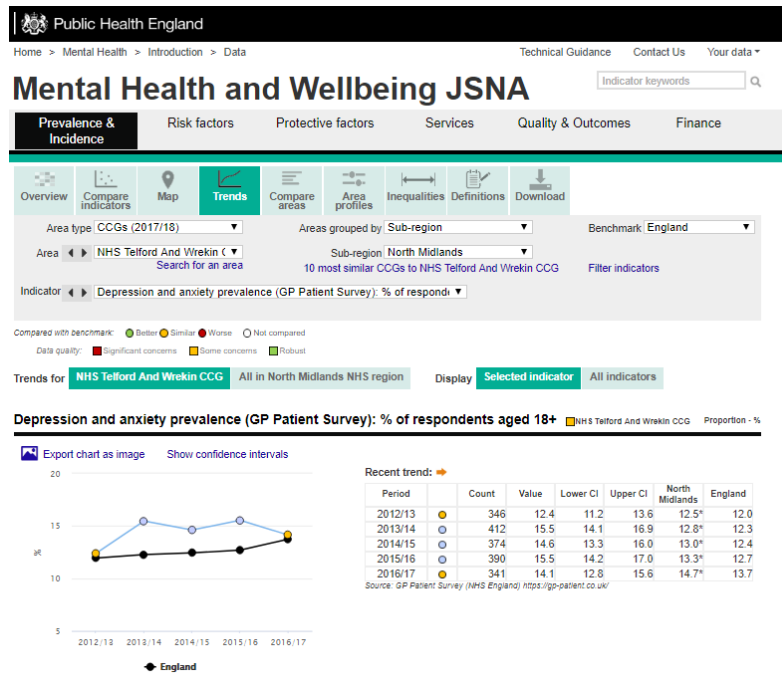 Public Health England
Home > Mental Health > Introduction > Data
Technical Guidance Contact Us Your data
Mental Health and Wellbeing JSNA
Indicator keywords
Prevalence & Incidence
Risk factors
Protective factors
Services
Quality & Outcomes
Finance
Overview
Compare indicators
Map
Trends
Compare areas
Area profiles
Inequalities
Definitions
Download
Area type CCGs (2017/18)
Areas grouped by Sub-region
Benchmark England
Area NHS Telford And Wrekin (
Search for an area
Sub-region North Midlands
10 most similar CCGs to NHS Telford And Wrekin CCG
Filter indicators
Indicator Depression and anxiety prevalence (GP Patient Survey): % of responde
Compared with benchmark: Better Similar Worse Not compared
Data quality: Significant concerns Some concerns Robust
Trends for NHS Telford And Wrekin CCG All in North Midlands NHS region
Display Selected indicator All indicators
Depression and anxiety prevalence (GP Patient Survey): % of respondents aged 18+ NHS Telford And Wrekin CCG Proportion - %
Export chart as image Show confidence intervals
20
15
%
10
5
2012/13 2013/14 2014/15 2015/16 2016/17
England
Recent trend:
Period Count Value Lower CI Upper CI North Midlands England
2012/13 346 12.4 11.2 13.6 12.5* 12.0
2013/14 412 15.5 14.1 16.9 12.8* 12.3
2014/15 374 14.6 13.3 16.0 13.0* 12.4
2015/16 390 15.5 14.2 17.0 13.3* 12.7
2016/17 341 14.1 12.8 15.6 14.7* 13.7
Source: GP Patient Survey (NHS England) https://gp-patient.co.uk/